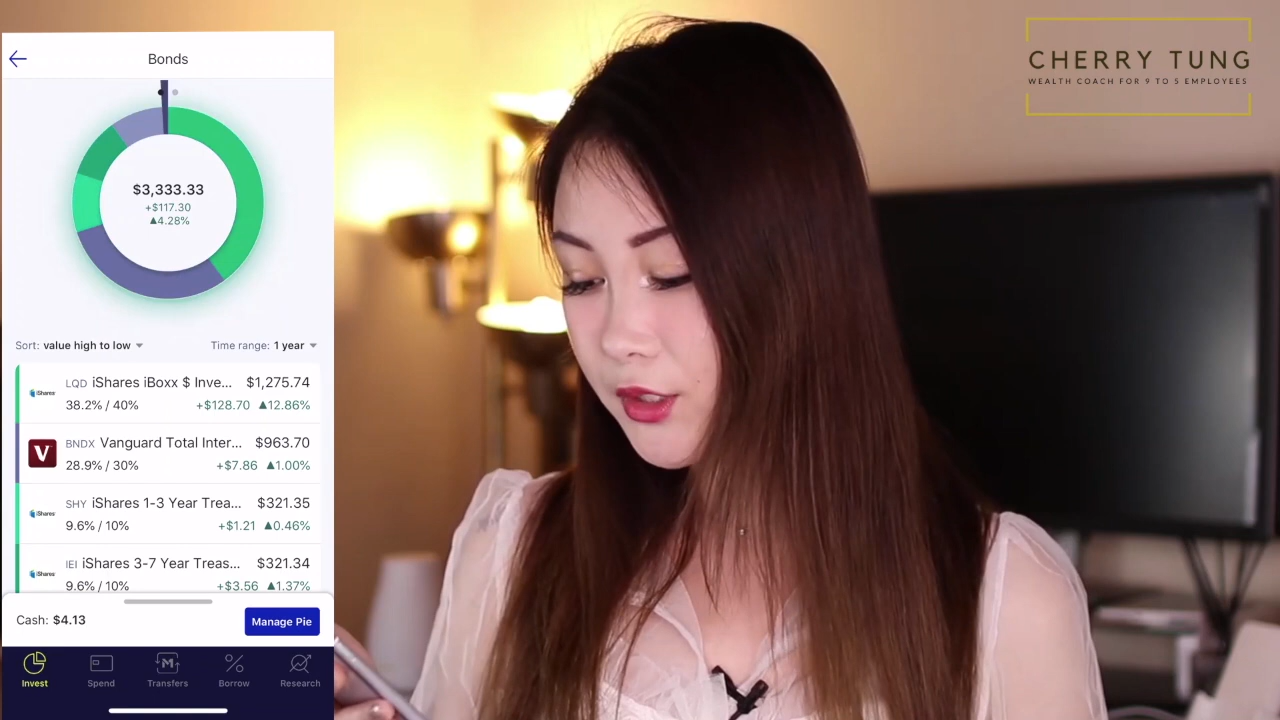 Bonds
$3,333.33
+$117.30
▲4.28%
Sort: value high to low
Time range: 1 year
iShares
LQD iShares iBoxx $ Inve... $1,275.74
38.2% / 40% +$128.70 ▲12.86%
V
BNDX Vanguard Total Inter... $963.70
28.9% / 30% +$7.86 ▲1.00%
iShares
SHY iShares 1-3 Year Trea... $321.35
9.6% / 10% +$1.21 ▲0.46%
iShares
IEI iShares 3-7 Year Treas... $321.34
9.6% / 10% +$3.56 ▲1.37%
Cash: $4.13
Manage Pie
M
Invest Spend Transfers Borrow Research
CHERRY TUNG
WEALTH COACH FOR 9 TO 5 EMPLOYEES